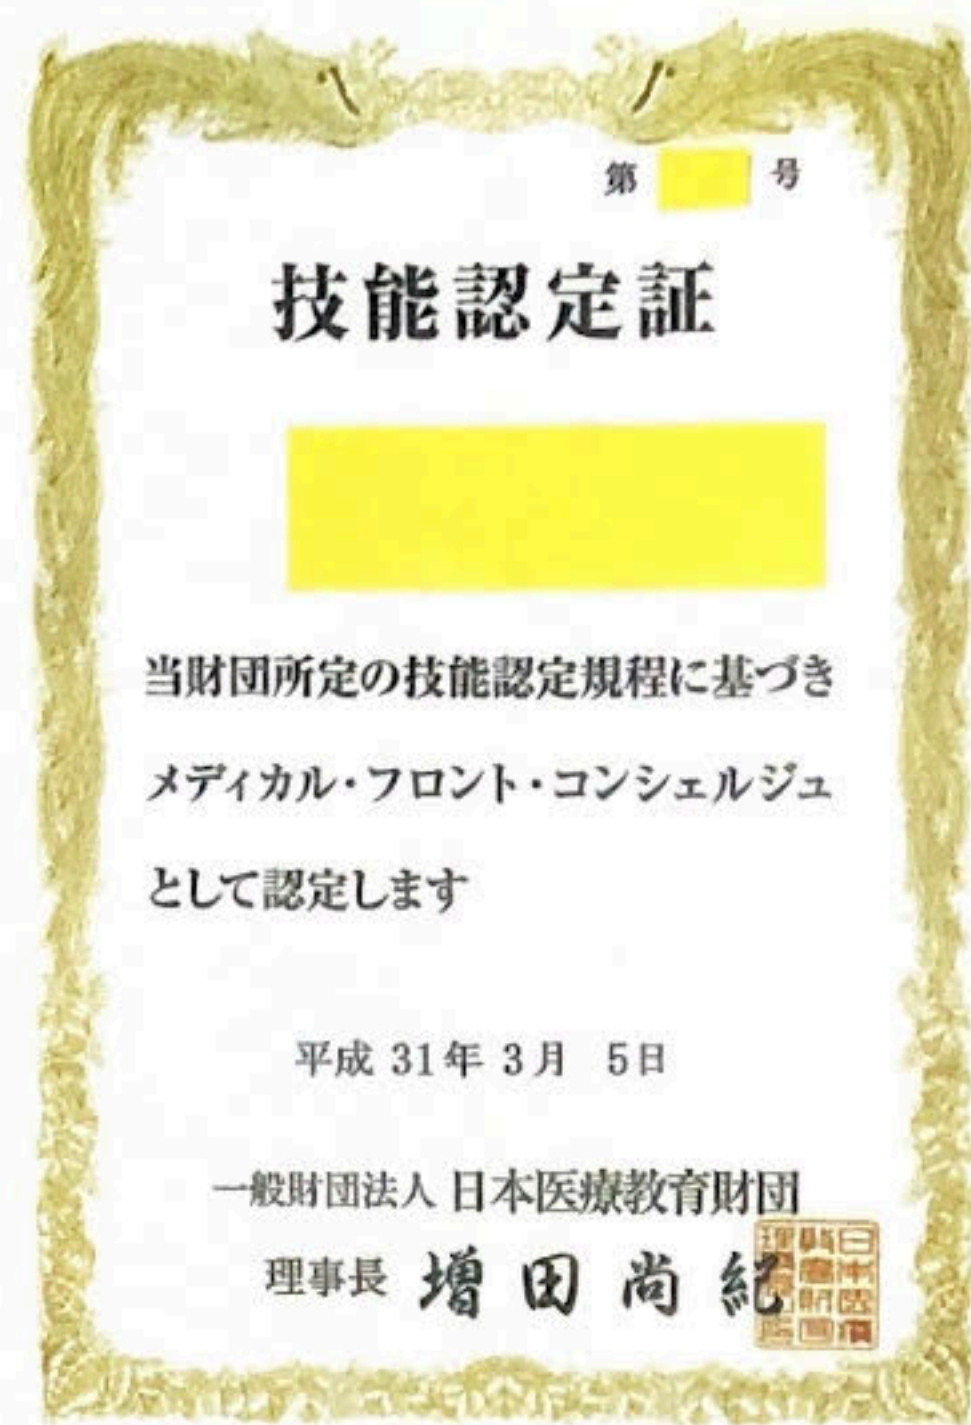 第 号
技能認定証
当財団所定の技能認定規程に基づき
メディカル・フロント・コンシェルジュ
として認定します
平成 31年 3月 5日
一般財団法人 日本医療教育財団
理事長 増田尚紀